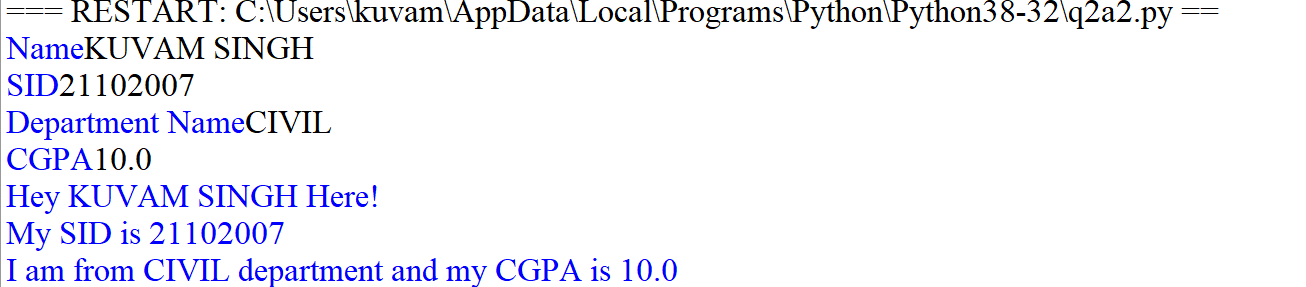 === RESTART: C:\Users\kuvam\AppData\Local\Programs\Python\Python38-32\q2a2.py ==
NameKUVAM SINGH
SID21102007
Department NameCIVIL
CGPA10.0
Hey KUVAM SINGH Here!
My SID is 21102007
I am from CIVIL department and my CGPA is 10.0